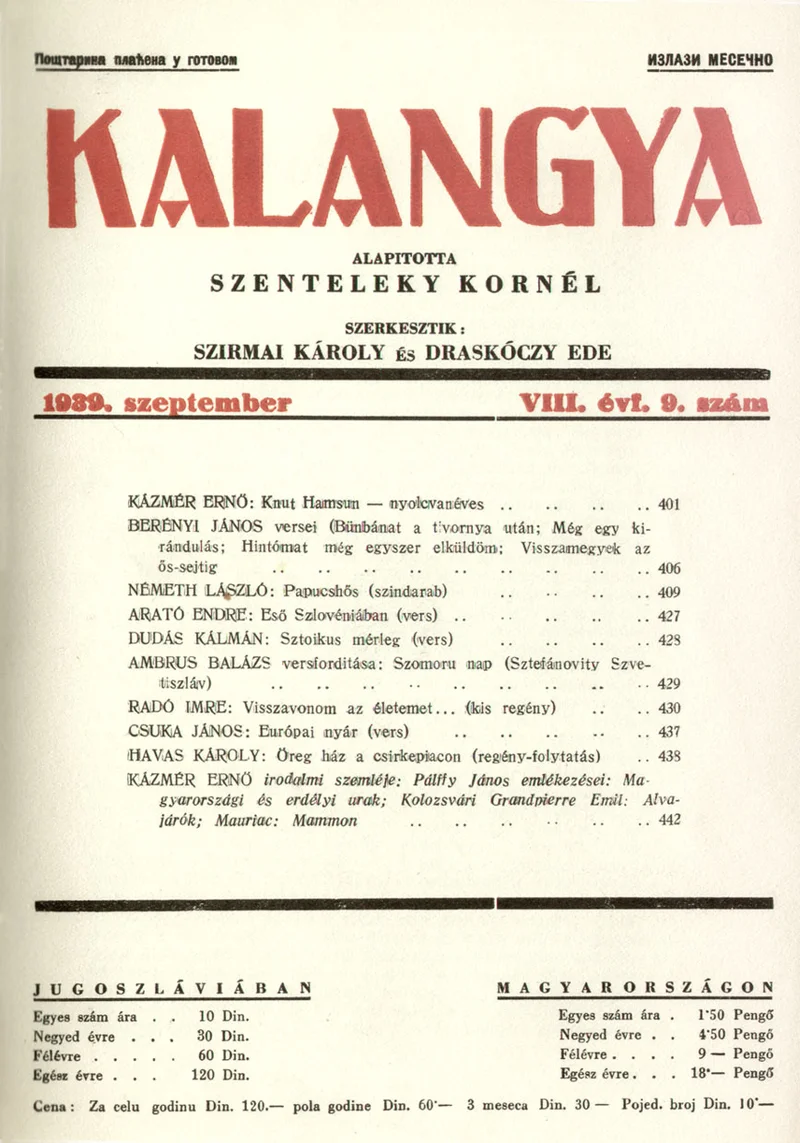 Поштарина плаћена у готовом
ИЗЛАЗИ МЕСЕЧНО
KALANGYA
ALAPITOTTA
SZENTELEKY KORNÉL
SZERKESZTIK:
SZIRMAI KÁROLY és DRASKÓCZY EDE
1939. szeptember
VIII. évf. 9. szám
KÁZMÉR ERNŐ: Knut Hamsun — nyolcvanéves .. .. .. .. .. 401
BERÉNYI JÁNOS versei (Bűnbánat a tivornya után; Még egy ki-
rándulás; Hintómat még egyszer elküldöm; Visszamegyek az
ős-sejtig .. .. .. .. .. .. .. .. .. .. 406
NÉMETH LÁSZLÓ: Papucshős (szindarab) .. .. .. .. 409
ARATÓ ENDRE: Eső Szlovéniában (vers) .. .. .. .. .. 427
DUDÁS KÁLMÁN: Sztoikus mérleg (vers) .. .. .. .. 428
AMBRUS BALÁZS versforditása: Szomoru nap (Sztefánovity Szve-
tiszláv) .. .. .. .. .. .. .. .. .. .. 429
RADÓ IMRE: Visszavonom az életemet... (kis regény) .. .. 430
CSUKA JÁNOS: Európai nyár (vers) .. .. .. .. .. 437
HAVAS KÁROLY: Öreg ház a csirkepiacon (regény-folytatás) .. 438
KÁZMÉR ERNŐ irodalmi szemléje: Pálffy János emlékezései: Ma-
gyarországi és erdélyi urak; Kolozsvári Grandpierre Emil: Alva-
járók; Mauriac: Mammon .. .. .. .. .. .. 442
JUGOSZLÁVIÁBAN
Egyes szám ára . . 10 Din.
Negyed évre . . . 30 Din.
Félévre . . . . . 60 Din.
Egész évre . . . 120 Din.
MAGYARORSZÁGON
Egyes szám ára . 1·50 Pengő
Negyed évre . . 4·50 Pengő
Félévre . . . . 9 — Pengő
Egész évre . . . 18·— Pengő
Cena: Za celu godinu Din. 120.— pola godine Din. 60·— 3 meseca Din. 30 — Pojed. broj Din. 10·—